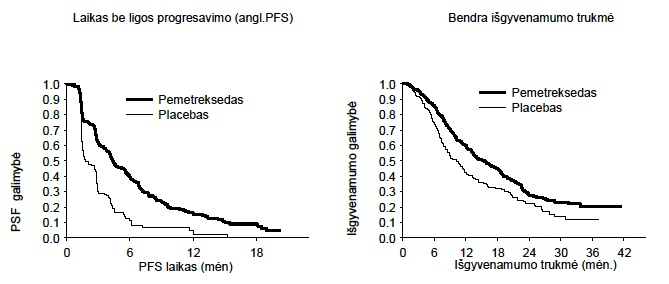 Laikas be ligos progresavimo (angl.PFS)
1.0
0.9
0.8
0.7
0.6
0.5
0.4
0.3
0.2
0.1
0.0
PSF galimybė
Pemetreksedas
Placebas
0 6 12 18 24
PFS laikas (mėn)
Bendra išgyvenamumo trukmė
1.0
0.9
0.8
0.7
0.6
0.5
0.4
0.3
0.2
0.1
0.0
Išgyvenamumo galimybė
Pemetreksedas
Placebas
0 6 12 18 24 30 36 42
Išgyvenamumo trukmė (mėn.)